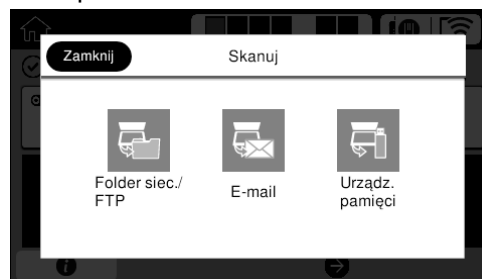 Zamknij
Skanuj
Folder siec./
FTP
E-mail
Urządz.
pamięci